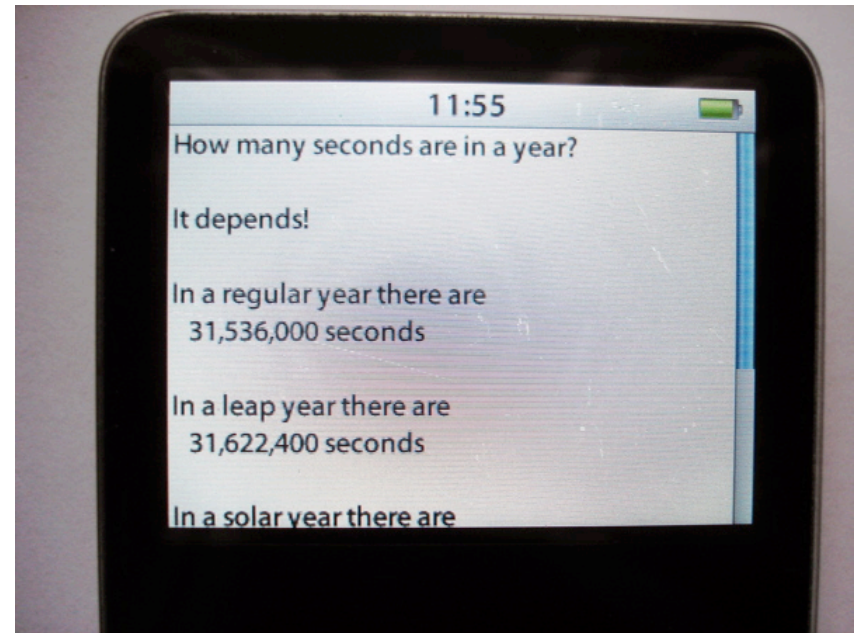 11:55
How many seconds are in a year?
It depends!
In a regular year there are
31,536,000 seconds
In a leap year there are
31,622,400 seconds
In a solar year there are